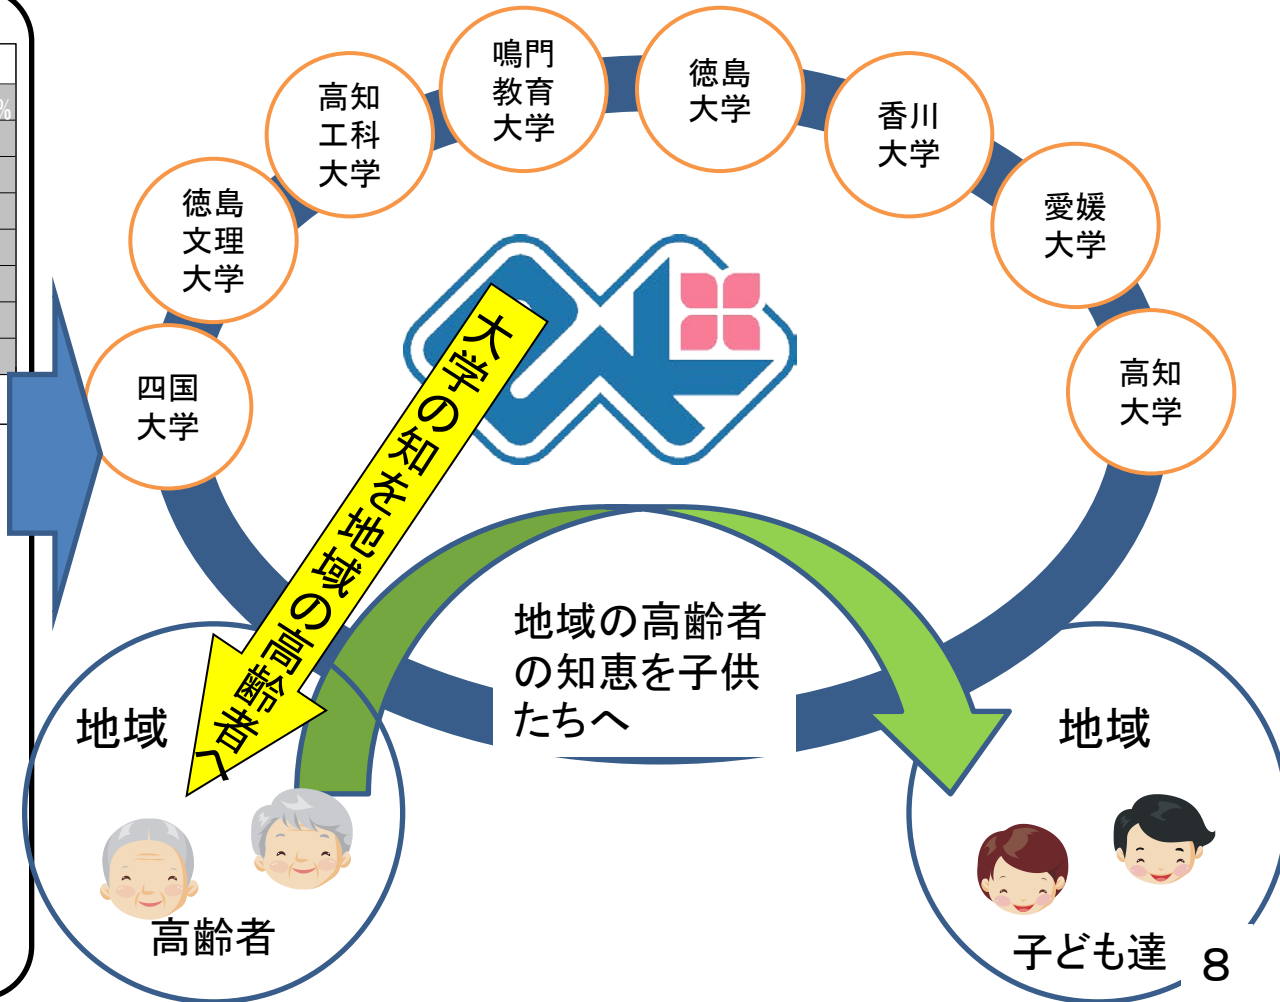 %
鳴門
教育
大学
徳島
大学
高知
工科
大学
香川
大学
徳島
文理
大学
愛媛
大学
四国
大学
高知
大学
大学の知を地域の高齢者へ
地域の高齢者
の知恵を子供
たちへ
地域
高齢者
地域
子ども達
8